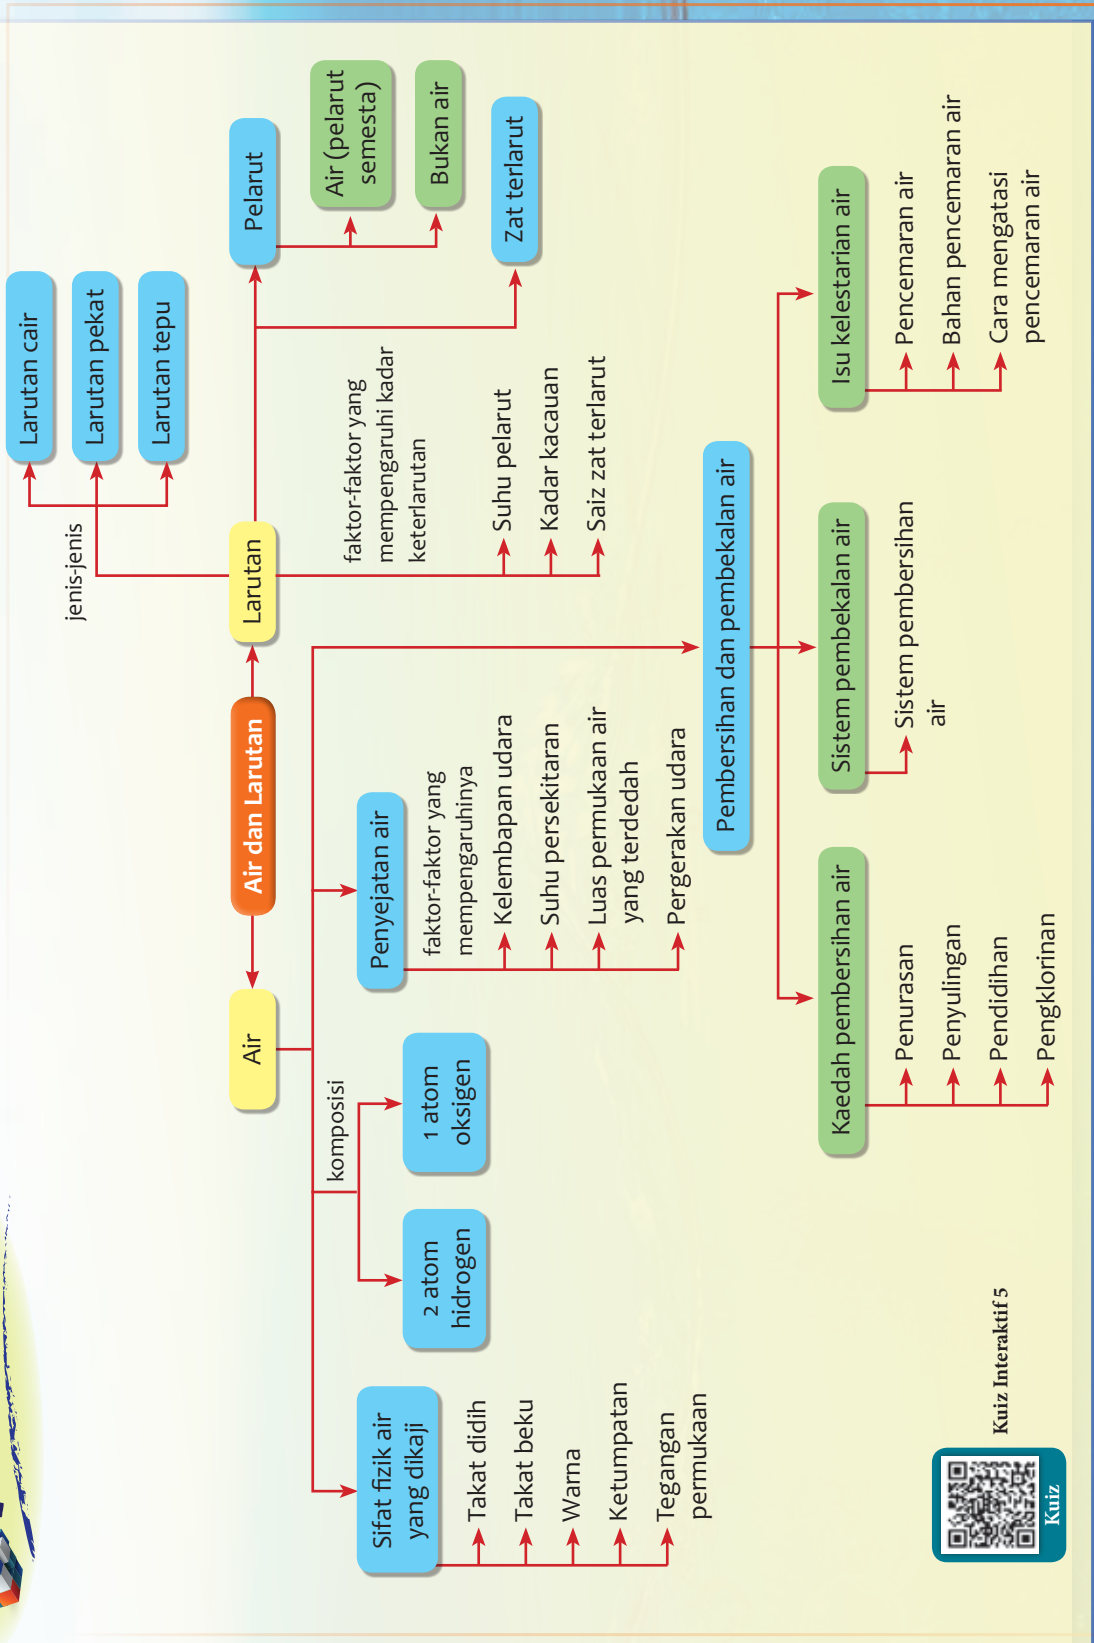 Air dan Larutan
Air
Sifat fizik air
yang dikaji
Takat didih
Takat beku
Warna
Ketumpatan
Tegangan
permukaan
komposisi
2 atom
hidrogen
1 atom
oksigen
Penyejatan air
faktor-faktor yang
mempengaruhinya
Kelembapan udara
Suhu persekitaran
Luas permukaan air
yang terdedah
Pergerakan udara
Pembersihan dan pembekalan air
Kaedah pembersihan air
Penurasan
Penyulingan
Pendidihan
Pengklorinan
Sistem pembekalan air
Sistem pembersihan
air
Isu kelestarian air
Pencemaran air
Bahan pencemaran air
Cara mengatasi
pencemaran air
Larutan
jenis-jenis
Larutan cair
Larutan pekat
Larutan tepu
faktor-faktor yang
mempengaruhi kadar
keterlarutan
Suhu pelarut
Kadar kacauan
Saiz zat terlarut
Pelarut
Air (pelarut
semesta)
Bukan air
Zat terlarut
Kuiz
Kuiz Interaktif 5